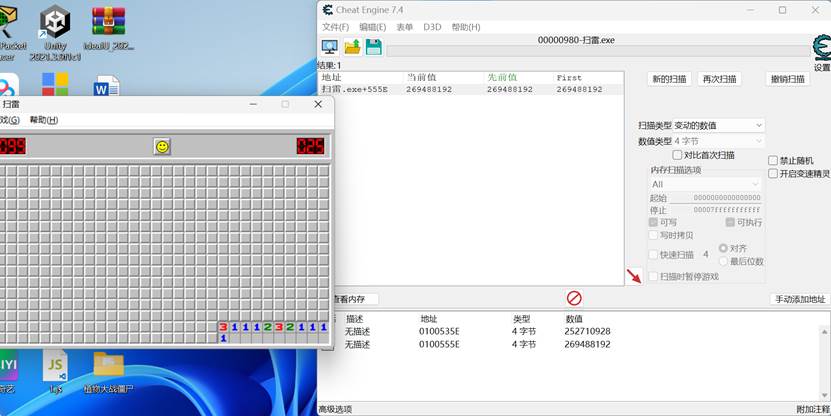 Packet
Unity
2021.3.9f1c1
IdealIU_202...
Cheat Engine 7.4
文件(F) 编辑(E) 表单 D3D 帮助(H)
00000980-扫雷.exe
设置
结果: 1
地址 当前值 先前值 First
扫雷.exe+555E 269488192 269488192 269488192
新的扫描 再次扫描 撤销扫描
扫描类型 变动的数值
数值类型 4 字节
对比首次扫描
禁止随机
内存扫描选项
开启变速精灵
All
起始 0000000000000000
停止 00007fffffffffff
可写 可执行
写时拷贝
快速扫描 4 对齐
最后位数
扫描时暂停游戏
查看内存 手动添加地址
描述 地址 类型 数值
无描述 0100535E 4 字节 252710928
无描述 0100555E 4 字节 269488192
高级选项 附加注释
扫雷
戏(G) 帮助(H)
099 025
3 1 1 1 2 3 2 1 1 1
1
IYI JS
奇艺 1.js 植物大战僵尸